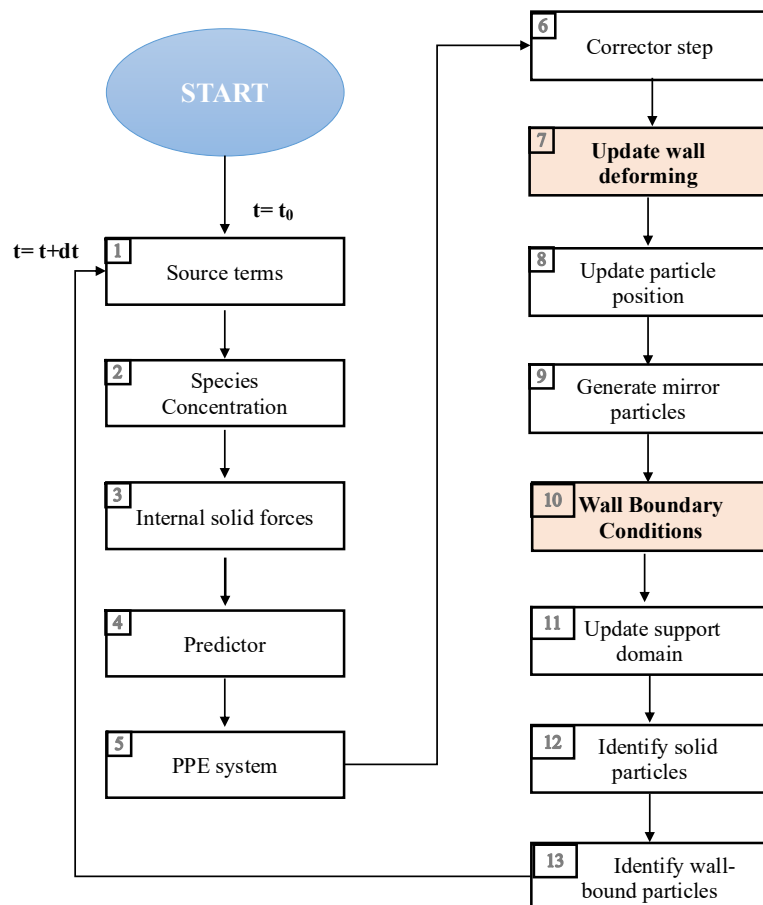 START
t= t₀
t= t+dt
1
Source terms
2
Species
Concentration
3
Internal solid forces
4
Predictor
5
PPE system
6
Corrector step
7
Update wall
deforming
8
Update particle
position
9
Generate mirror
particles
10
Wall Boundary
Conditions
11
Update support
domain
12
Identify solid
particles
13
Identify wall-
bound particles